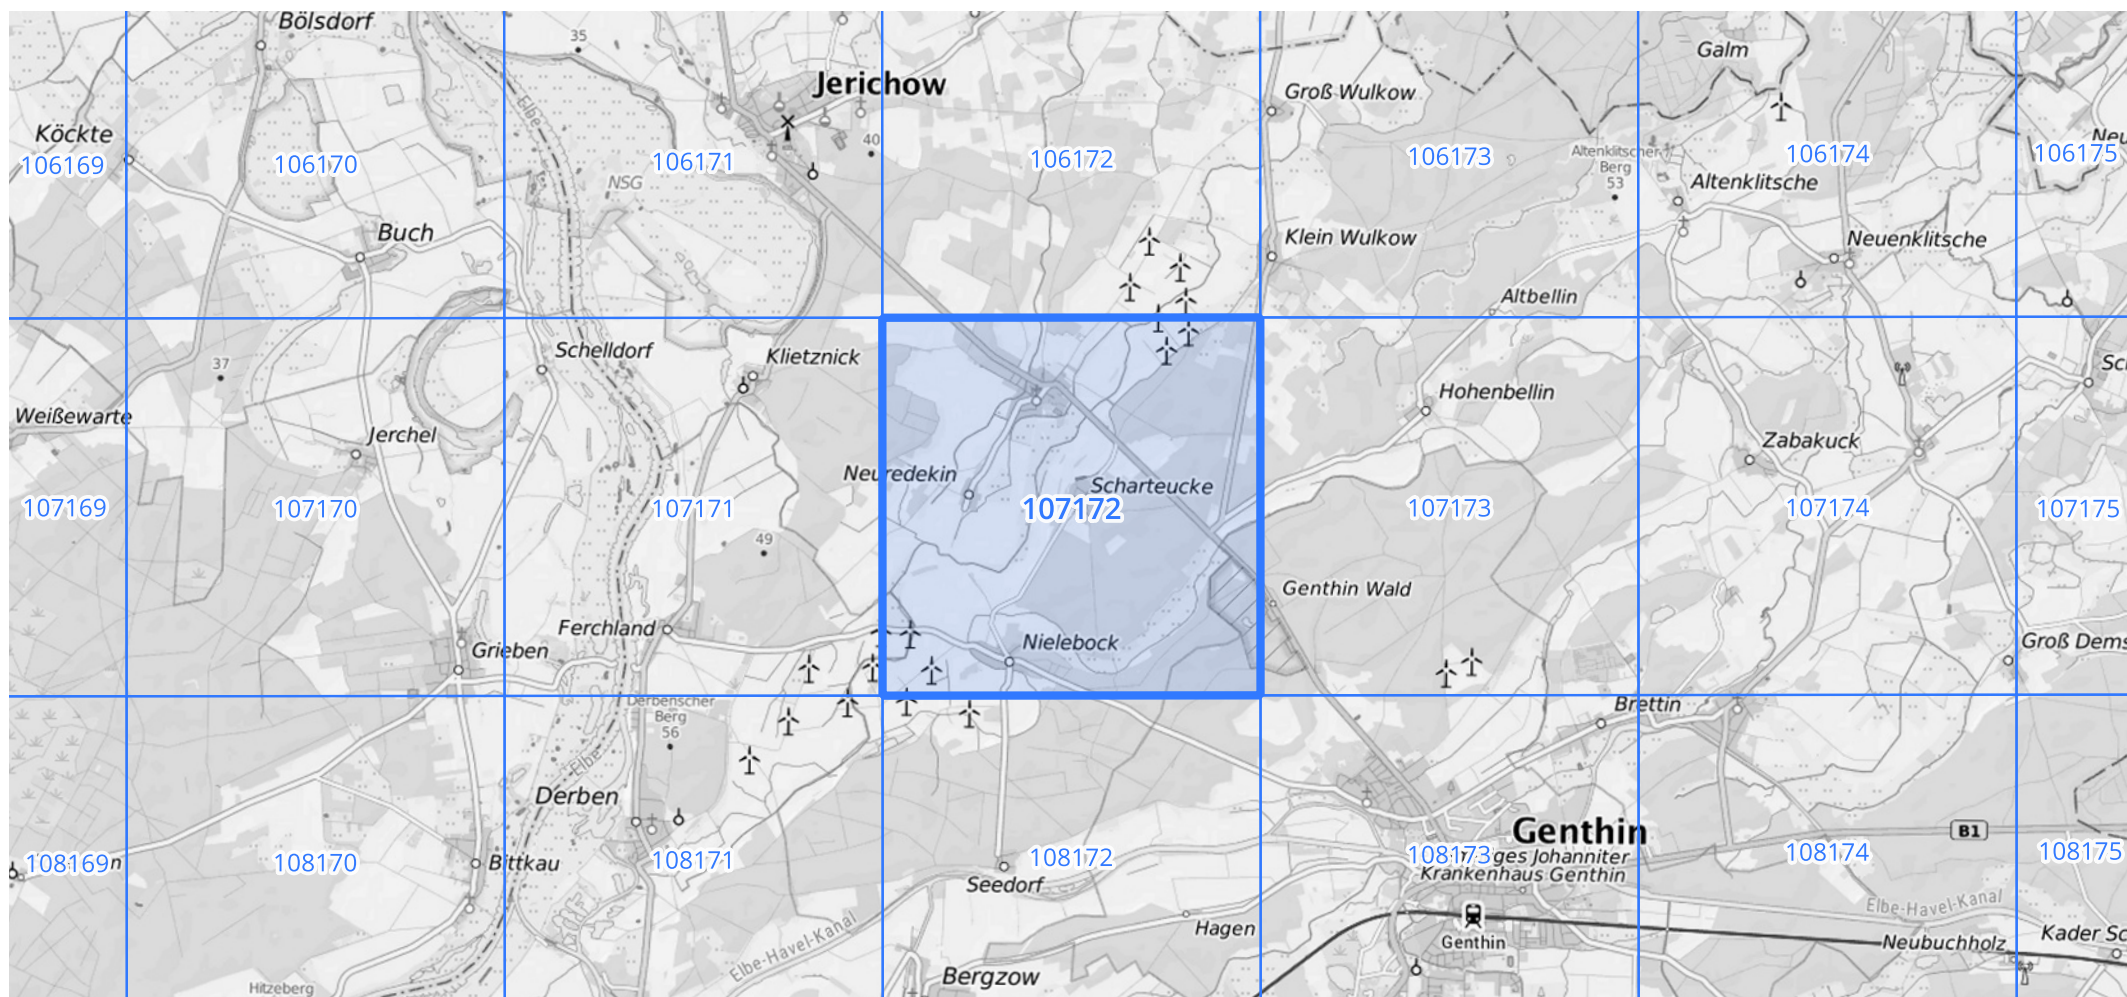 Bölsdorf
35
Elbe
Jerichow
Galm
Groß Wulkow
Köckte
40
Altenklitscher
Berg
53
Neu
106169
106170
106171
106172
106173
106174
106175
NSG
Altenklitsche
Buch
Klein Wulkow
Neuenklitsche
Altbellin
Schelldorf
Klietznick
37
Hohenbellin
Weißewarte
Jerchel
Zabakuck
Neuredekin
Scharteucke
107169
107170
107171
107172
107173
107174
107175
49
Genthin Wald
Ferchland
Grieben
Nielebock
Groß Dems
Derbenscher
Berg
56
Brettin
Elbe
Derben
B1
Genthin
108169
n
108170
Bittkau
108171
108172
108173
108174
108175
Johanniter
Krankenhaus Genthin
Seedorf
Elbe-Havel-Kanal
Hagen
Elbe-Havel-Kanal
Genthin
Neubuchholz
Kader Sc
Bergzow
Hitzeberg